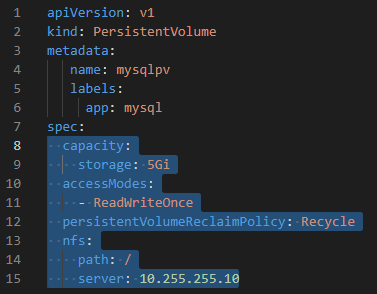 1 apiVersion: v1
2 kind: PersistentVolume
3 metadata:
4     name: mysqlpv
5     labels:
6       app: mysql
7 spec:
8   capacity:
9     storage: 5Gi
10   accessModes:
11     - ReadWriteOnce
12   persistentVolumeReclaimPolicy: Recycle
13   nfs:
14     path: /
15     server: 10.255.255.10